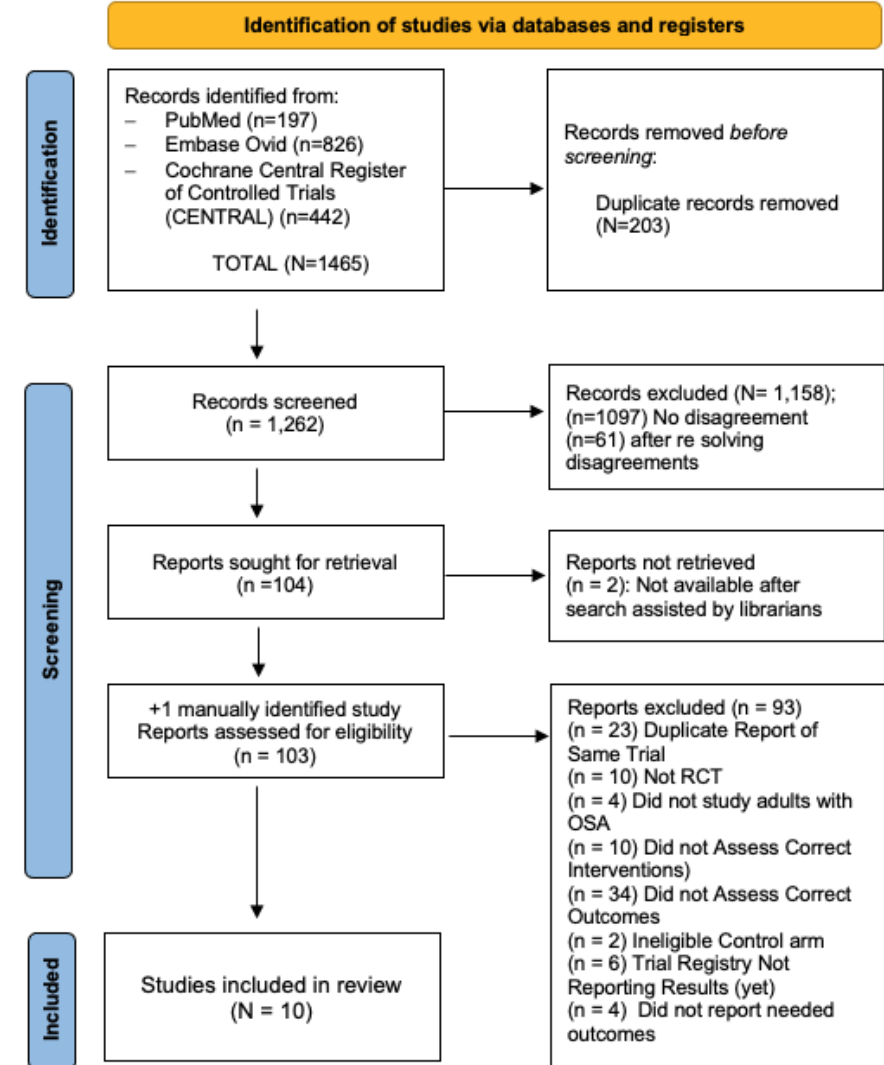 Identification of studies via databases and registers
Identification
Records identified from:
– PubMed (n=197)
– Embase Ovid (n=826)
– Cochrane Central Register
of Controlled Trials
(CENTRAL) (n=442)
TOTAL (N=1465)
Records removed before
screening:
Duplicate records removed
(N=203)
Screening
Records screened
(n = 1,262)
Records excluded (N= 1,158);
(n=1097) No disagreement
(n=61) after re solving
disagreements
Reports sought for retrieval
(n =104)
Reports not retrieved
(n = 2): Not available after
search assisted by librarians
+1 manually identified study
Reports assessed for eligibility
(n = 103)
Reports excluded (n = 93)
(n = 23) Duplicate Report of
Same Trial
(n = 10) Not RCT
(n = 4) Did not study adults with
OSA
(n = 10) Did not Assess Correct
Interventions)
(n = 34) Did not Assess Correct
Outcomes
(n = 2) Ineligible Control arm
(n = 6) Trial Registry Not
Reporting Results (yet)
(n = 4) Did not report needed
outcomes
Included
Studies included in review
(N = 10)